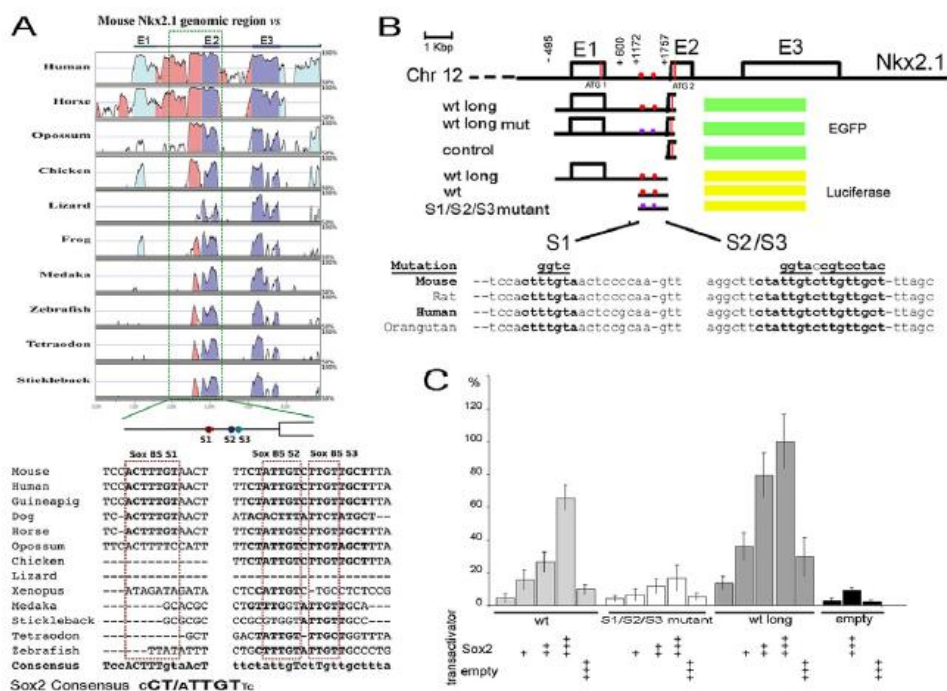 A
Mouse Nkx2.1 genomic region vs
E1 E2 E3
Human
Horse
Opossum
Chicken
Lizard
Frog
Medaka
Zebrafish
Tetraodon
Stickleback
100%
50%
S1 S2 S3
Sox BS S1 Sox BS S2 Sox BS S3
Mouse TCCACTTTGTAACT TTCTATTGTCTTGTTGCTTTA
Human TCCACTTTGTAACT TTCTATTGTCTTGTTGCTTTA
Guineapig TCCACTTTGTAACT TTCTATTGTCTTGTTGCTTTA
Dog TC-ACTTTGTAACT ATACACTTTATTCTATGCT---
Horse TC-ACTTTGTAACT TTCTATTGTCTTGTTGCTTTA
Opossum TTCACTTTTCCATT TTCTATTGTCTTGTAGCTTTA
Chicken -------------- TTCTATTGTCTTGTTGCTTTA
Lizard -------------- ---------------------
Xenopus ATAGATAGATA CTCCATTGTC-TGCCTCTCCG
Medaka ------GCACGC CTGTTTGGTATTGTTGCA---
Stickleback ------GCGCGC CCGCGTGGTATTGTTGCC---
Tetraodon ---------GCT GACTATTGT-CTGCTGGTTTA
Zebrafish -----TTATATTT CTGCTTTGTATTGTTGCCCTG
Consensus TccACTTTGtaAcT ttctattGtcTtgTtgcttta
Sox2 Consensus cCT/ATTGTTc
B
1 Kbp
-495 +600 +1172 +1757
E1 E2 E3
Chr 12 Nkx2.1
ATG 1 ATG 2
wt long
wt long mut EGFP
control
wt long
wt Luciferase
S1/S2/S3 mutant
S1 S2/S3
Mutation ggtc ggtaccgtcctac
Mouse --tccactttgtaactccccaa-gtt aggcttctattgtcttgttgct-ttagc
Rat --tccactttgtaactccccaa-gtt aggcttctattgtcttgttgct-ttagc
Human --tccactttgtaactccgcaa-gtt aggcttctattgtcttgttgct-ttagc
Orangutan --tccactttgtaactccgcaa-gtt aggcttctattgtcttgttgct-ttagc
C
%
120
100
80
60
40
20
0
wt S1/S2/S3 mutant wt long empty
transactivator
Sox2 + ++ +++ + ++ +++ + ++ +++ +++
empty +++ +++ +++ +++